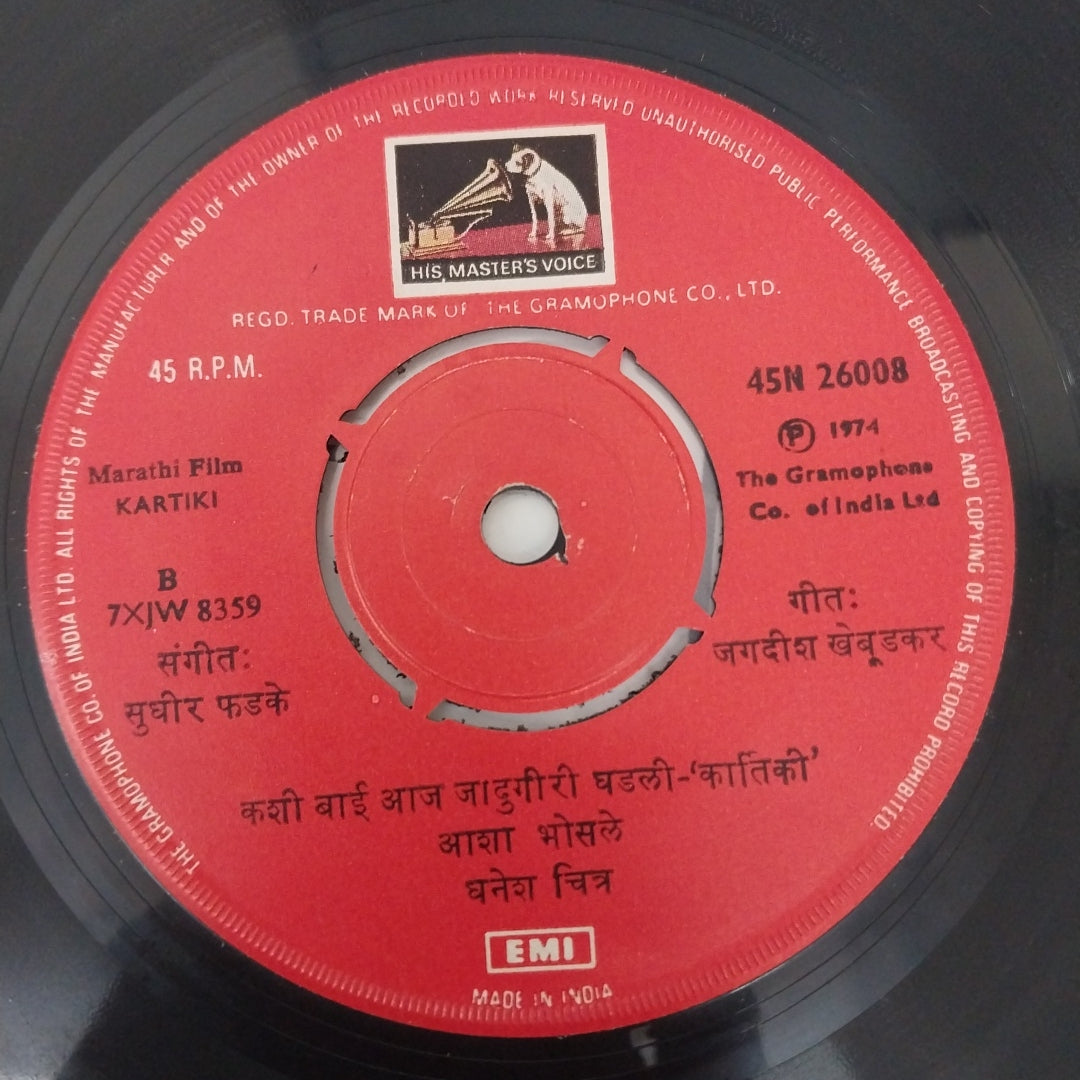 THE GRAMOPHONE CO. OF INDIA LTD. ALL RIGHTS OF THE MANUFACTURER AND OF THE OWNER OF THE RECORDED WORK RESERVED UNAUTHORISED PUBLIC PERFORMANCE BROADCASTING AND COPYING OF THIS RECORD PROHIBITED.
HIS MASTER'S VOICE
REGD. TRADE MARK OF THE GRAMOPHONE CO., LTD.
45 R.P.M.
45N 26008
Ⓟ 1974
The Gramophone
Co. of India Ltd
Marathi Film
KARTIKI
B
7XJW 8359
संगीत:
सुधीर फडके
गीत:
जगदीश खेबूडकर
कशी बाई आज जादुगीरी घडली-'कार्तिकी'
आशा भोसले
धनेश चित्र
EMI
MADE IN INDIA